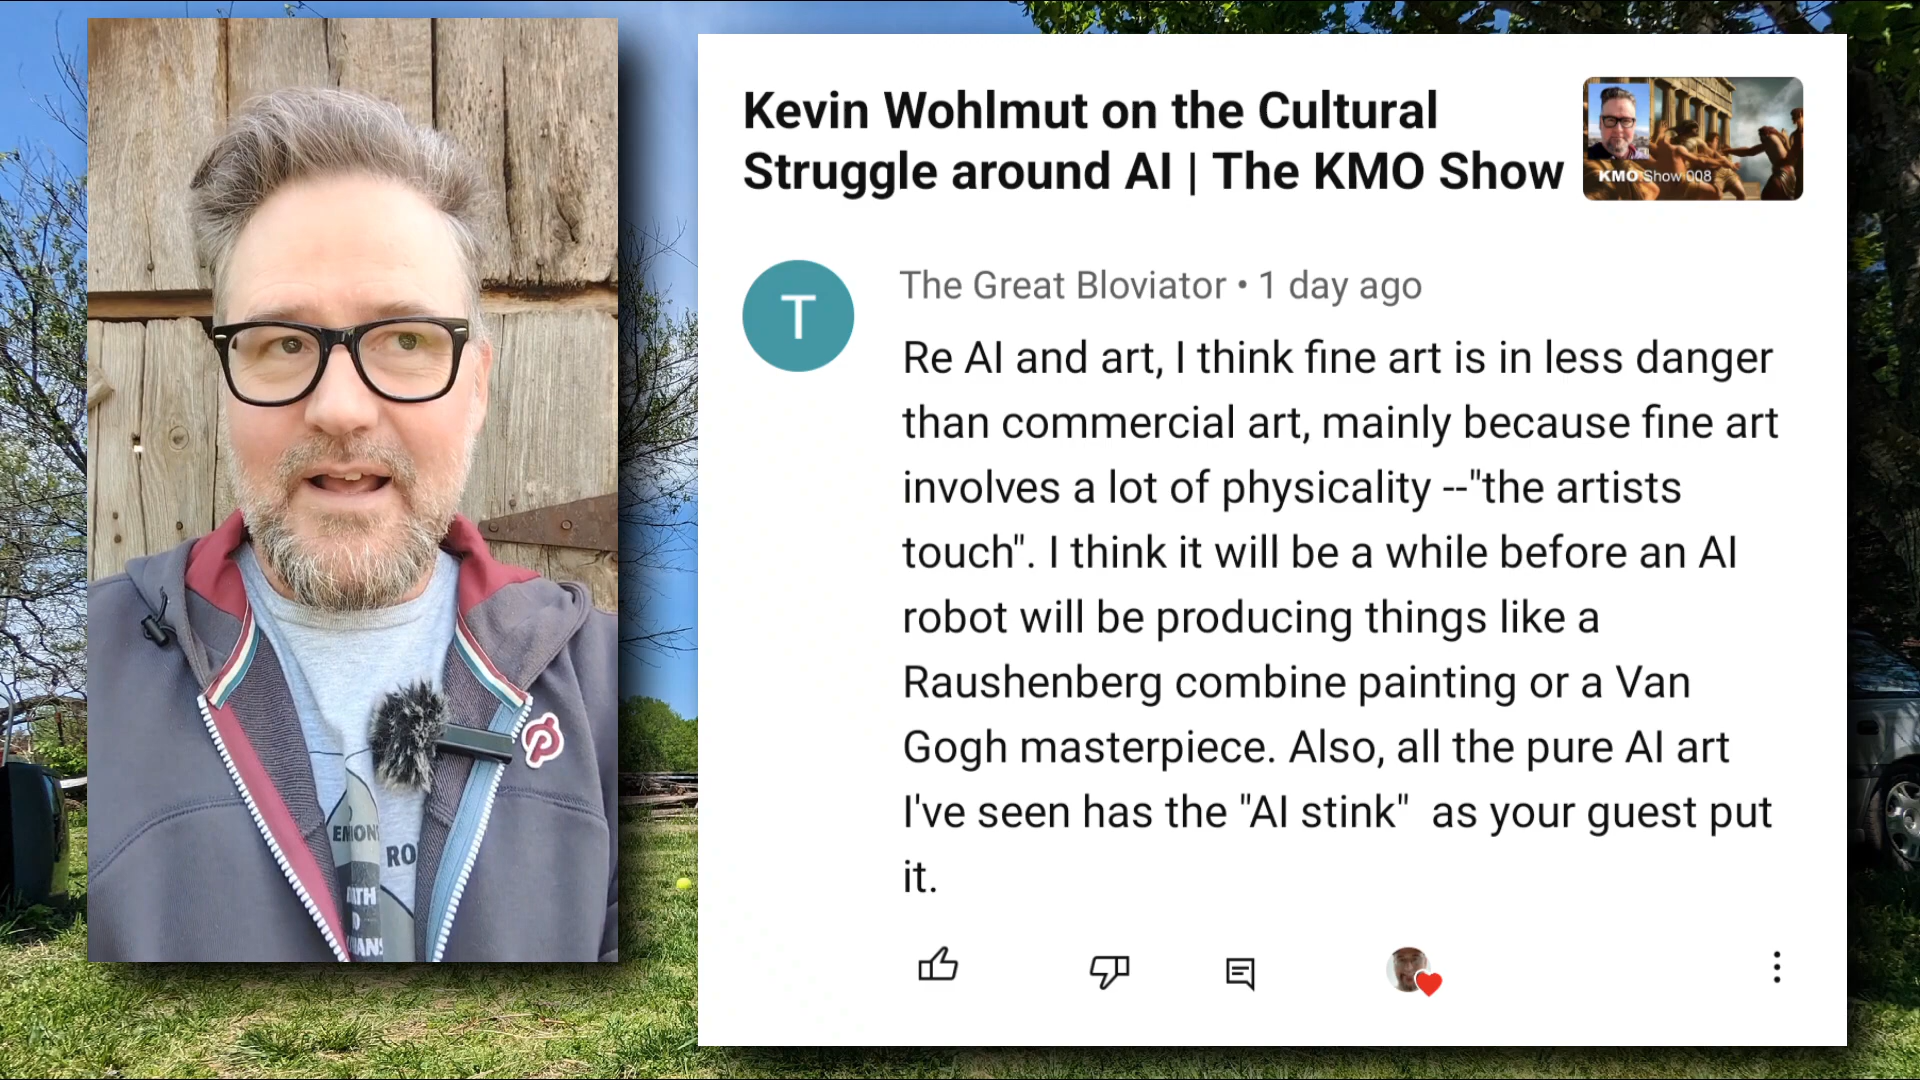 Kevin Wohlmut on the Cultural
Struggle around AI | The KMO Show
KMO Show 008
T
The Great Bloviator • 1 day ago
Re AI and art, I think fine art is in less danger
than commercial art, mainly because fine art
involves a lot of physicality --"the artists
touch". I think it will be a while before an AI
robot will be producing things like a
Raushenberg combine painting or a Van
Gogh masterpiece. Also, all the pure AI art
I've seen has the "AI stink"  as your guest put
it.